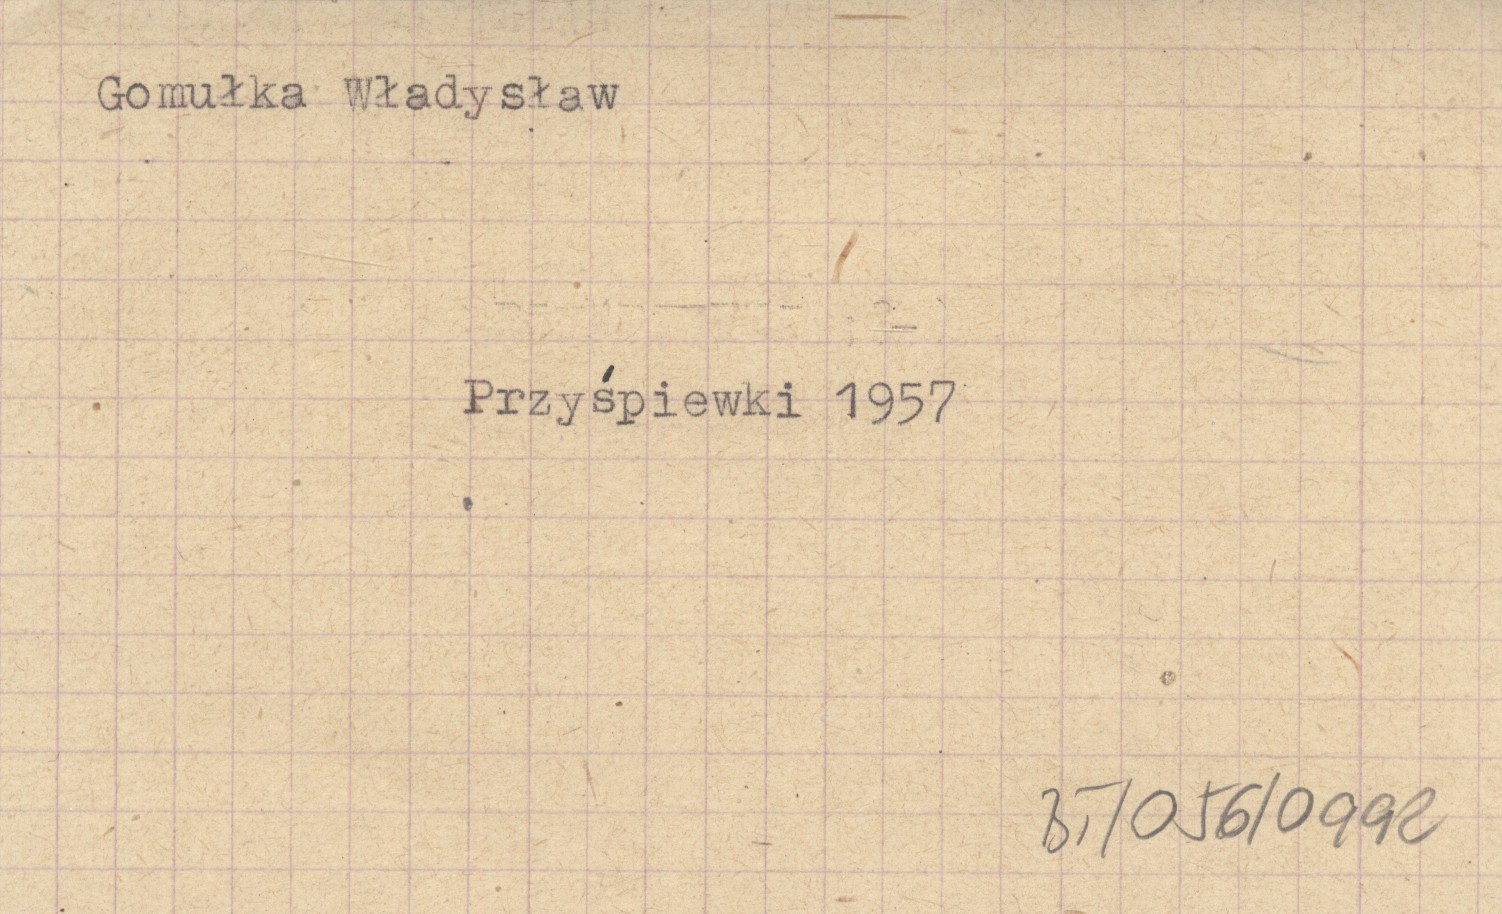 Gomułka Władysław
Przyśpiewki 1957
BT/056/0992